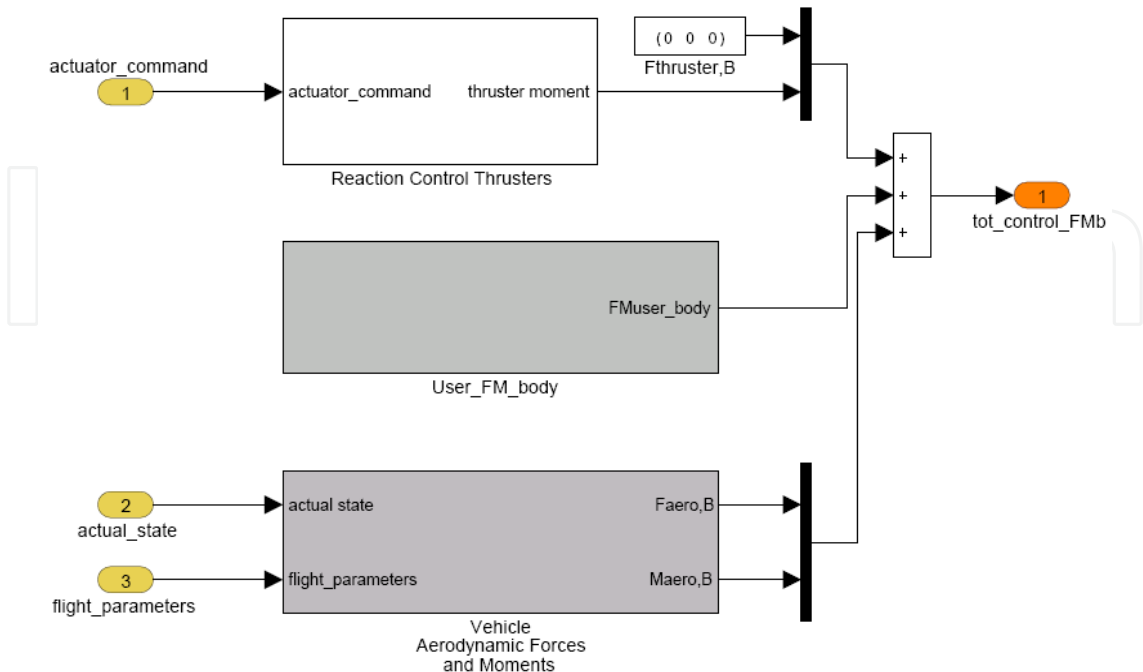 actuator_command
1
actuator_command
thruster moment
Reaction Control Thrusters
(0 0 0)
Fthruster,B
+
+
+
1
tot_control_FMb
FMuser_body
User_FM_body
2
actual_state
3
flight_parameters
actual state
flight_parameters
Faero,B
Maero,B
Vehicle
Aerodynamic Forces
and Moments